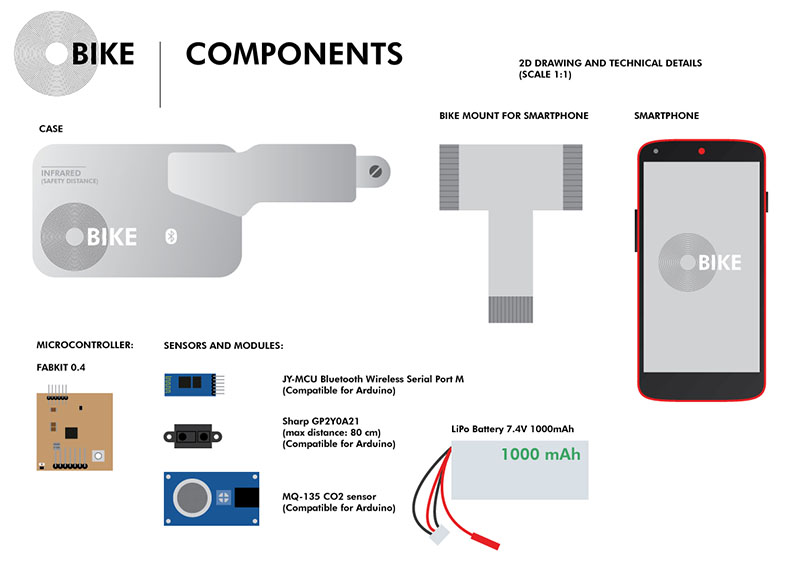 BIKE
COMPONENTS
2D DRAWING AND TECHNICAL DETAILS
(SCALE 1:1)
CASE
BIKE MOUNT FOR SMARTPHONE
SMARTPHONE
INFRARED
(SAFETY DISTANCE)
BIKE
BIKE
MICROCONTROLLER:
FABKIT 0.4
SENSORS AND MODULES:
JY-MCU Bluetooth Wireless Serial Port M
(Compatible for Arduino)
Sharp GP2Y0A21
(max distance: 80 cm)
(Compatible for Arduino)
MQ-135 CO2 sensor
(Compatible for Arduino)
LiPo Battery 7.4V 1000mAh
1000 mAh